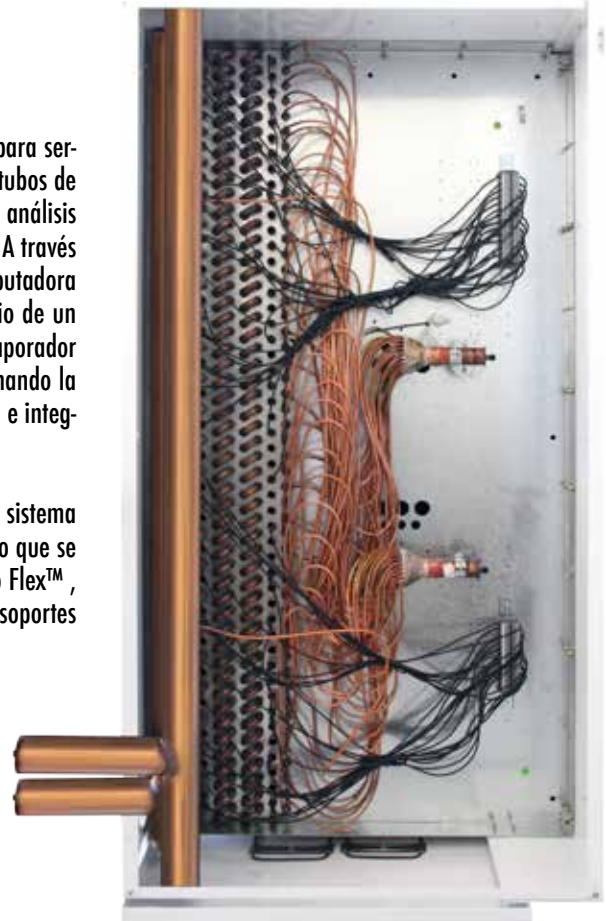 para ser-
tubos de
análisis
A través
putadora
io de un
aporador
nando la
e integ-
sistema
o que se
o Flex™ ,
soportes